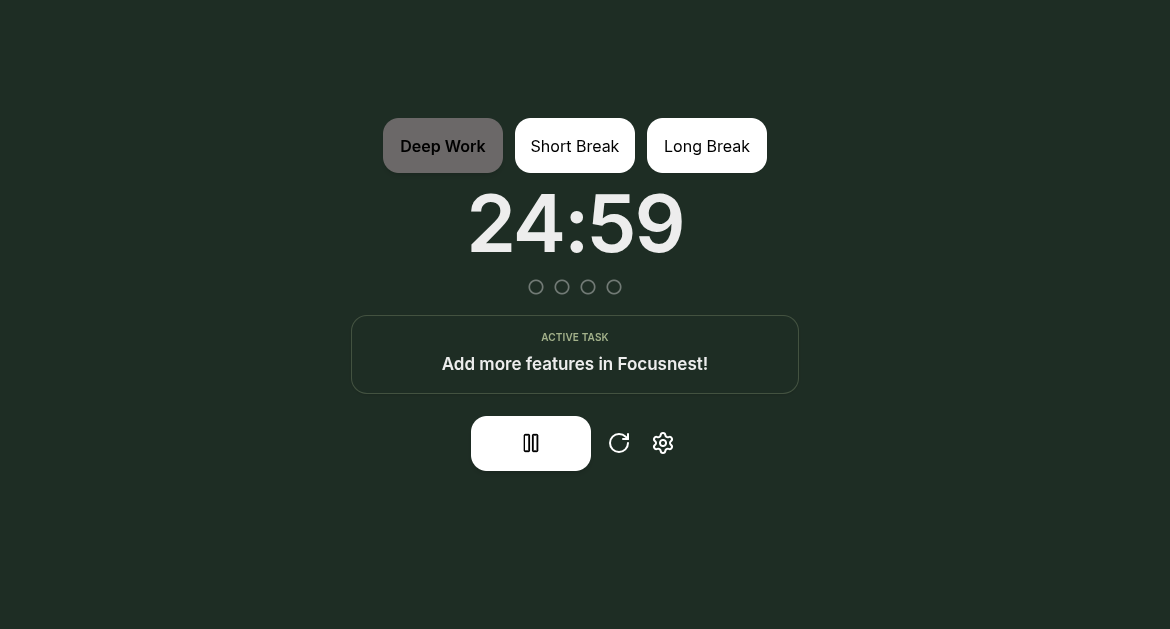 Deep Work Short Break Long Break
24:59
ACTIVE TASK
Add more features in Focusnest!